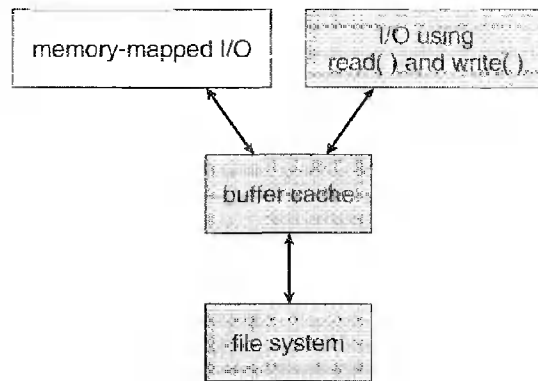 memory-mapped I/O
I/O using
read( ) and write( )
buffer cache
file system